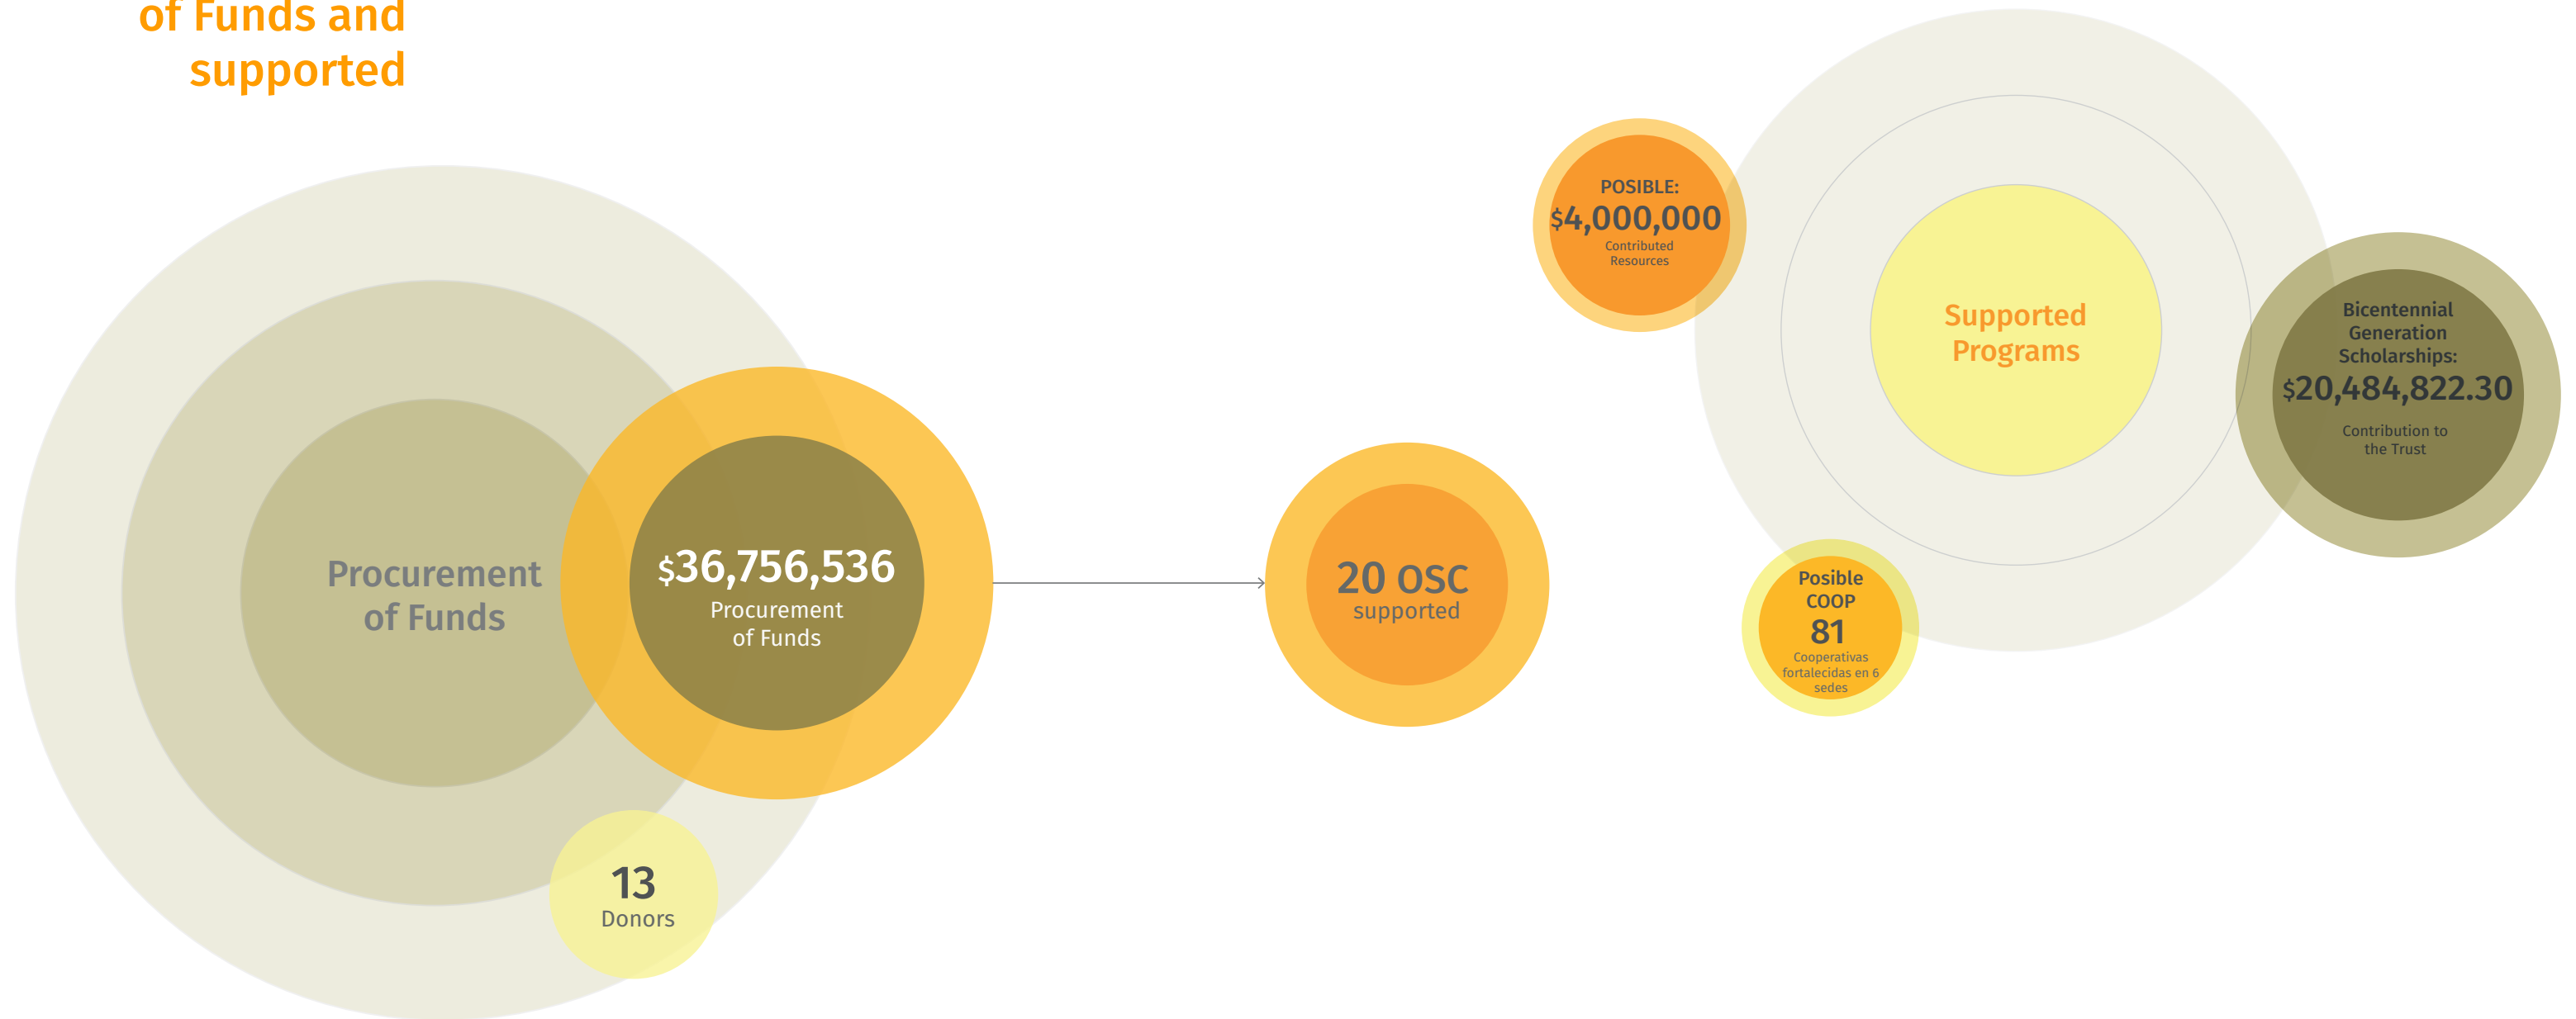 of Funds and
supported
Procurement
of Funds
$36,756,536
Procurement
of Funds
13
Donors
20 OSC
supported
POSIBLE:
$4,000,000
Contributed
Resources
Supported
Programs
Bicentennial
Generation
Scholarships:
$20,484,822.30
Contribution to
the Trust
Posible
COOP
81
Cooperativas
fortalecidas en 6
sedes